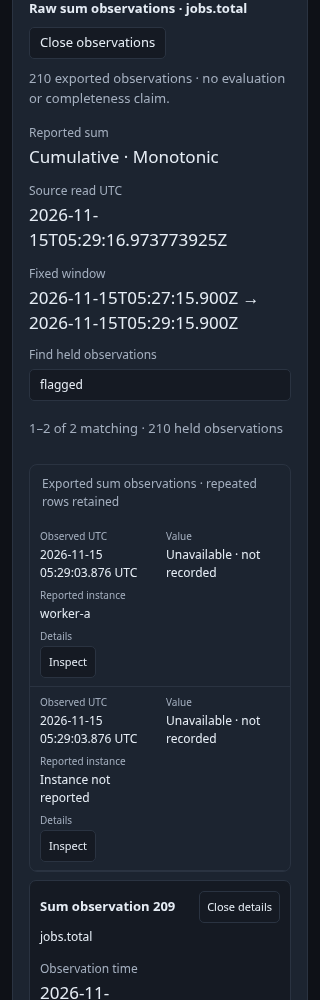 Raw sum observations · jobs.total
Close observations
210 exported observations · no evaluation
or completeness claim.
Reported sum
Cumulative · Monotonic
Source read UTC
2026-11-
15T05:29:16.973773925Z
Fixed window
2026-11-15T05:27:15.900Z →
2026-11-15T05:29:15.900Z
Find held observations
flagged
1–2 of 2 matching · 210 held observations
Exported sum observations · repeated
rows retained
Observed UTC
2026-11-15
05:29:03.876 UTC
Value
Unavailable · not
recorded
Reported instance
worker-a
Details
Inspect
Observed UTC
2026-11-15
05:29:03.876 UTC
Value
Unavailable · not
recorded
Reported instance
Instance not
reported
Details
Inspect
Sum observation 209
Close details
jobs.total
Observation time
2026-11-